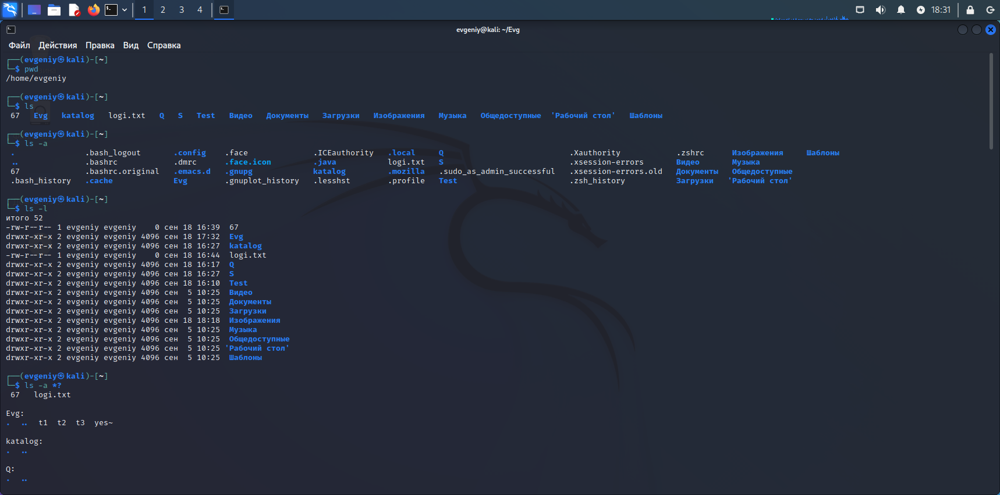 1 2 3 4 18:31
evgeniy@kali: ~/Evg
Файл Действия Правка Вид Справка
┌──(evgeniy㉿kali)-[~]
└─$ pwd
/home/evgeniy
┌──(evgeniy㉿kali)-[~]
└─$ ls
67 Evg katalog logi.txt Q S Test Видео Документы Загрузки Изображения Музыка Общедоступные 'Рабочий стол' Шаблоны
┌──(evgeniy㉿kali)-[~]
└─$ ls -a
. .bash_logout .config .face .ICEauthority .local Q .Xauthority .zshrc Изображения Шаблоны
.. .bashrc .dmrc .face.icon .java logi.txt S .xsession-errors Видео Музыка
67 .bashrc.original .emacs.d .gnupg katalog .mozilla .sudo_as_admin_successful .xsession-errors.old Документы Общедоступные
.bash_history .cache Evg .gnuplot_history .lesshst .profile Test .zsh_history Загрузки 'Рабочий стол'
┌──(evgeniy㉿kali)-[~]
└─$ ls -l
итого 52
-rw-r--r-- 1 evgeniy evgeniy 0 сен 18 16:39 67
drwxr-xr-x 2 evgeniy evgeniy 4096 сен 18 17:32 Evg
drwxr-xr-x 2 evgeniy evgeniy 4096 сен 18 16:27 katalog
-rw-r--r-- 1 evgeniy evgeniy 0 сен 18 16:44 logi.txt
drwxr-xr-x 2 evgeniy evgeniy 4096 сен 18 16:17 Q
drwxr-xr-x 2 evgeniy evgeniy 4096 сен 18 16:27 S
drwxr-xr-x 2 evgeniy evgeniy 4096 сен 18 16:10 Test
drwxr-xr-x 2 evgeniy evgeniy 4096 сен 5 10:25 Видео
drwxr-xr-x 2 evgeniy evgeniy 4096 сен 5 10:25 Документы
drwxr-xr-x 2 evgeniy evgeniy 4096 сен 5 10:25 Загрузки
drwxr-xr-x 2 evgeniy evgeniy 4096 сен 18 18:18 Изображения
drwxr-xr-x 2 evgeniy evgeniy 4096 сен 5 10:25 Музыка
drwxr-xr-x 2 evgeniy evgeniy 4096 сен 5 10:25 Общедоступные
drwxr-xr-x 2 evgeniy evgeniy 4096 сен 5 10:25 'Рабочий стол'
drwxr-xr-x 2 evgeniy evgeniy 4096 сен 5 10:25 Шаблоны
┌──(evgeniy㉿kali)-[~]
└─$ ls -a *?
67 logi.txt
Evg:
. .. t1 t2 t3 yes~
katalog:
. ..
Q:
. ..